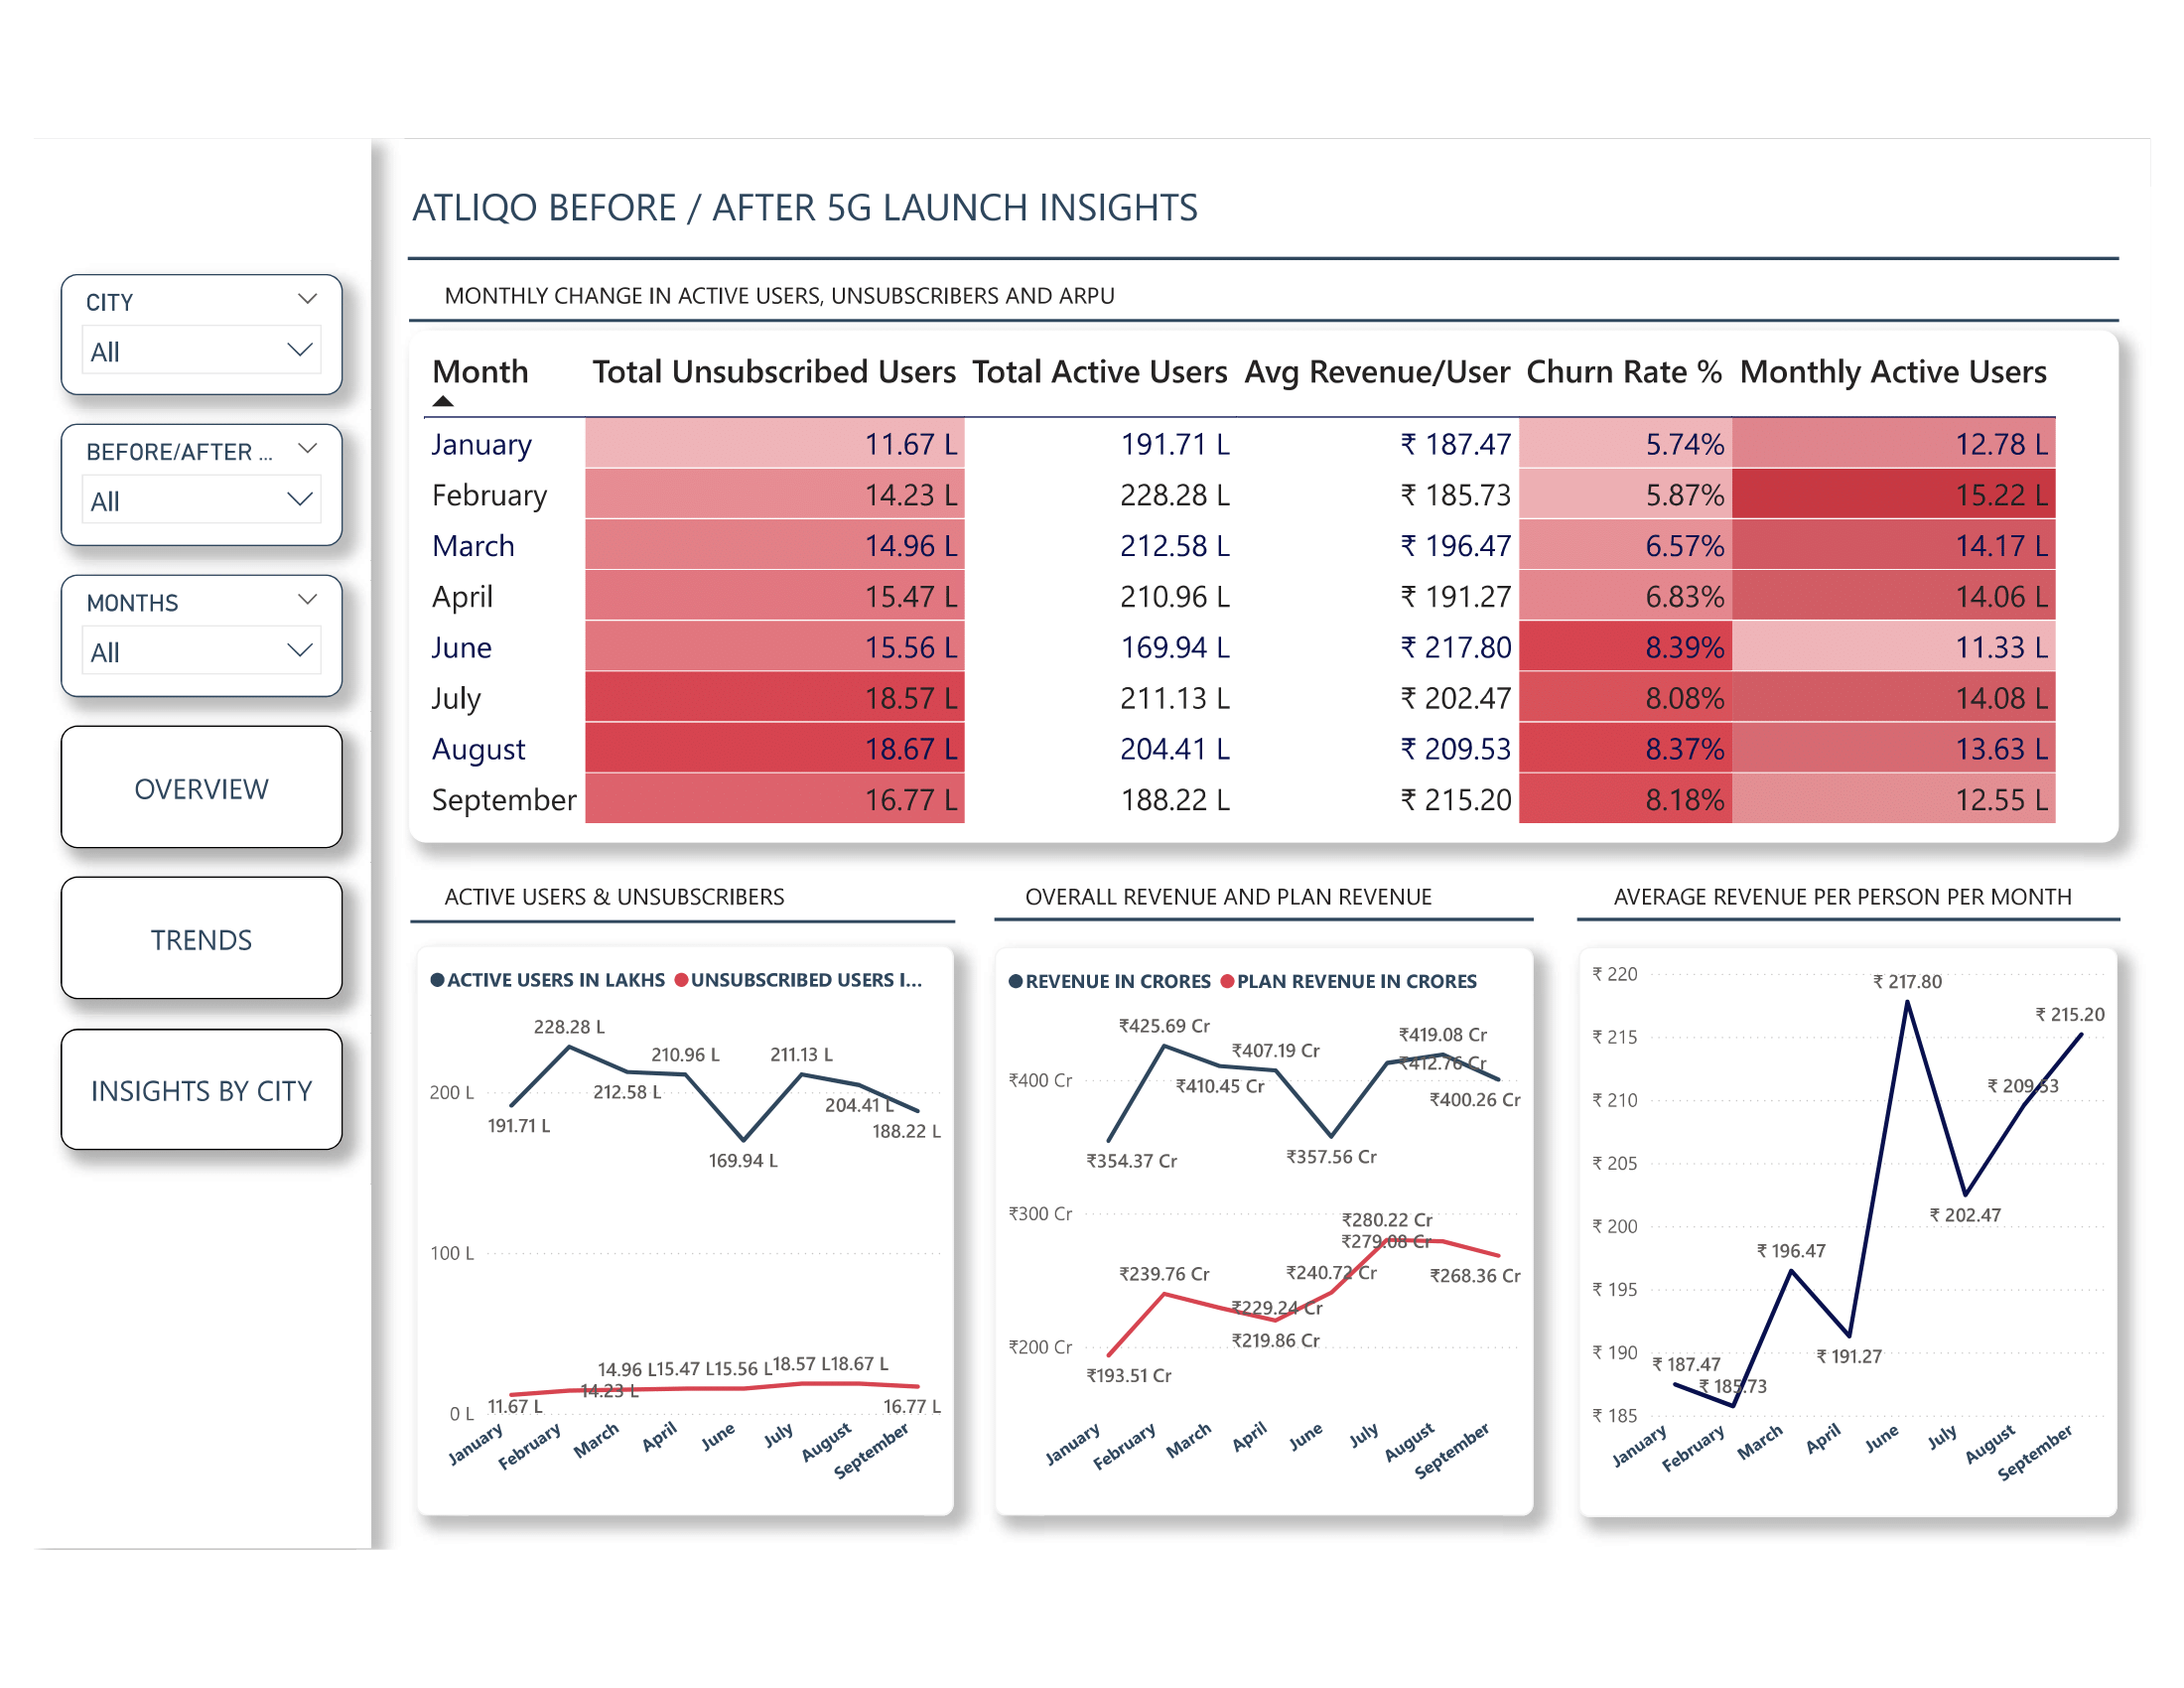 ATLIQO BEFORE / AFTER 5G LAUNCH INSIGHTS
CITY
All
BEFORE/AFTER ...
All
MONTHS
All
OVERVIEW
TRENDS
INSIGHTS BY CITY
MONTHLY CHANGE IN ACTIVE USERS, UNSUBSCRIBERS AND ARPU
Month Total Unsubscribed Users Total Active Users Avg Revenue/User Churn Rate % Monthly Active Users
January 11.67 L 191.71 L ₹ 187.47 5.74% 12.78 L
February 14.23 L 228.28 L ₹ 185.73 5.87% 15.22 L
March 14.96 L 212.58 L ₹ 196.47 6.57% 14.17 L
April 15.47 L 210.96 L ₹ 191.27 6.83% 14.06 L
June 15.56 L 169.94 L ₹ 217.80 8.39% 11.33 L
July 18.57 L 211.13 L ₹ 202.47 8.08% 14.08 L
August 18.67 L 204.41 L ₹ 209.53 8.37% 13.63 L
September 16.77 L 188.22 L ₹ 215.20 8.18% 12.55 L
ACTIVE USERS & UNSUBSCRIBERS
ACTIVE USERS IN LAKHS UNSUBSCRIBED USERS I...
228.28 L
210.96 L 211.13 L
200 L
212.58 L
204.41 L
191.71 L
188.22 L
169.94 L
100 L
14.96 L 15.47 L 15.56 L 18.57 L 18.67 L
14.23 L
11.67 L
16.77 L
0 L
January February March April June July August September
OVERALL REVENUE AND PLAN REVENUE
REVENUE IN CRORES PLAN REVENUE IN CRORES
₹425.69 Cr
₹419.08 Cr
₹407.19 Cr
₹412.76 Cr
₹400 Cr
₹410.45 Cr
₹400.26 Cr
₹354.37 Cr
₹357.56 Cr
₹300 Cr
₹280.22 Cr
₹279.08 Cr
₹239.76 Cr
₹240.72 Cr
₹268.36 Cr
₹229.24 Cr
₹219.86 Cr
₹200 Cr
₹193.51 Cr
January February March April June July August September
AVERAGE REVENUE PER PERSON PER MONTH
₹ 220
₹ 217.80
₹ 215.20
₹ 215
₹ 209.53
₹ 210
₹ 205
₹ 202.47
₹ 200
₹ 196.47
₹ 195
₹ 190
₹ 191.27
₹ 187.47
₹ 185.73
₹ 185
January February March April June July August September